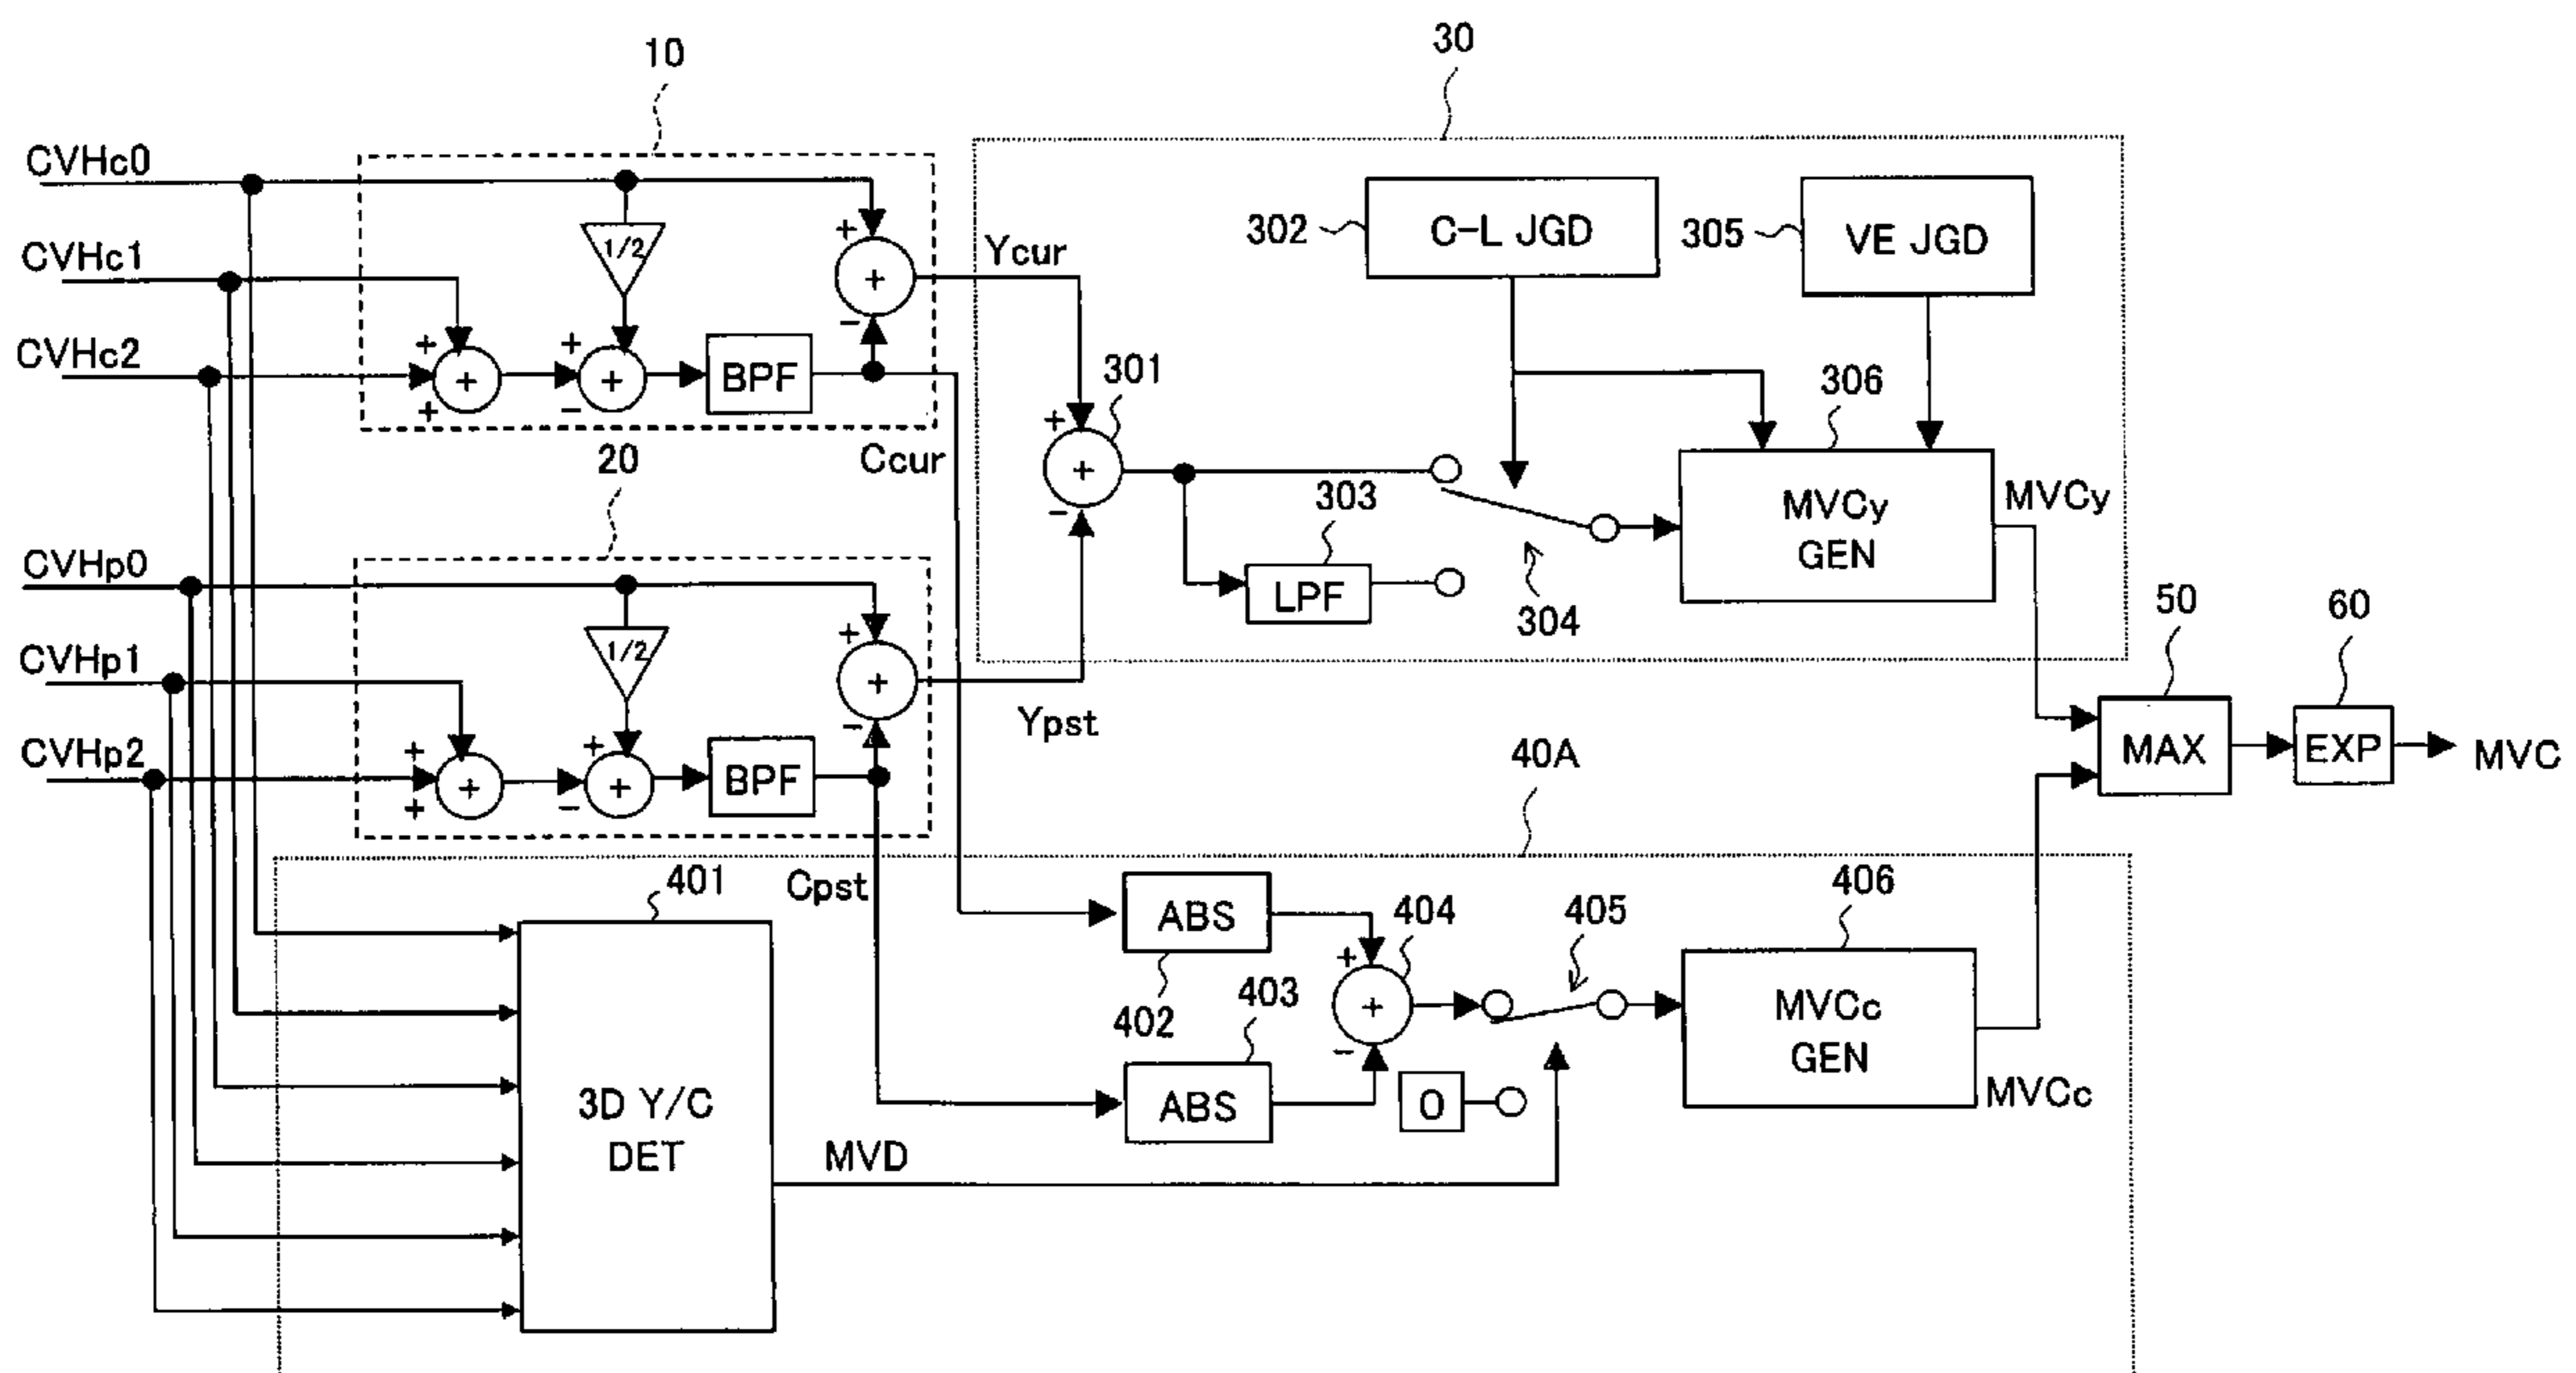 10
30
CVHc0
CVHc1
CVHc2
1/2
+
+
-
Ycur
302
C-L JGD
305
VE JGD
+
+
+
+
-
+
BPF
Ccur
301
+
+
-
303
LPF
304
306
MVCy
GEN
MVCy
20
CVHp0
CVHp1
CVHp2
1/2
+
+
-
Ypst
+
+
+
+
-
+
BPF
Cpst
50
MAX
60
EXP
MVC
40A
401
3D Y/C
DET
MVD
ABS
402
403
ABS
404
+
+
-
405
0
406
MVCc
GEN
MVCc